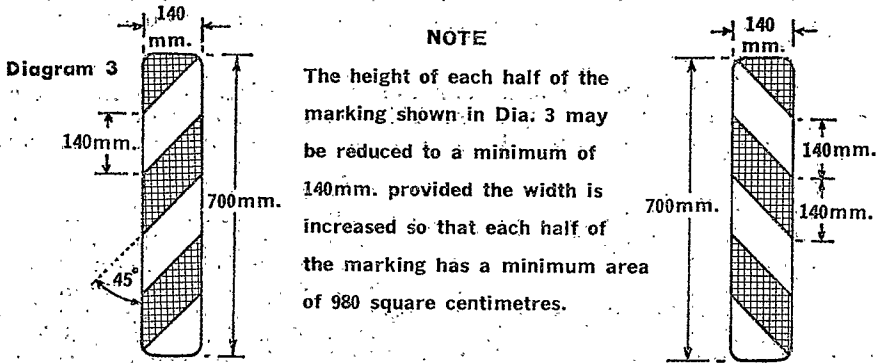 140
mm.
Diagram 3
140mm.
700mm.
45°
NOTE
The height of each half of the
marking shown in Dia. 3 may
be reduced to a minimum of
140mm. provided the width is
increased so that each half of
the marking has a minimum area
of 980 square centimetres.
140
mm.
700mm.
140mm.
140mm.